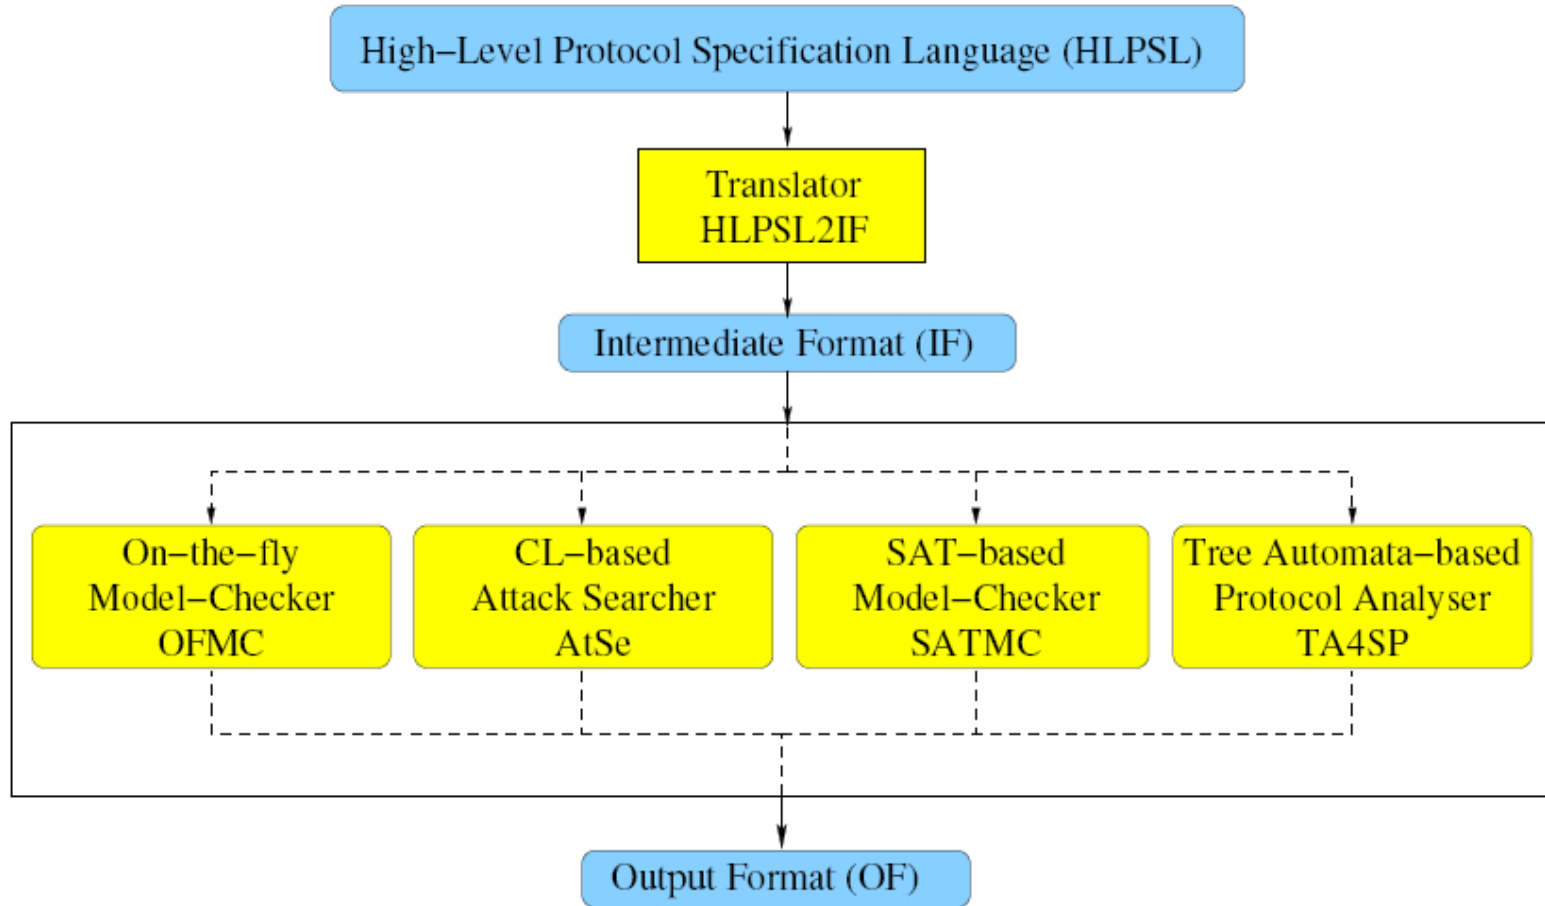 High–Level Protocol Specification Language (HLPSL)
Translator
HLPSL2IF
Intermediate Format (IF)
On–the–fly
Model–Checker
OFMC
CL–based
Attack Searcher
AtSe
SAT–based
Model–Checker
SATMC
Tree Automata–based
Protocol Analyser
TA4SP
Output Format (OF)